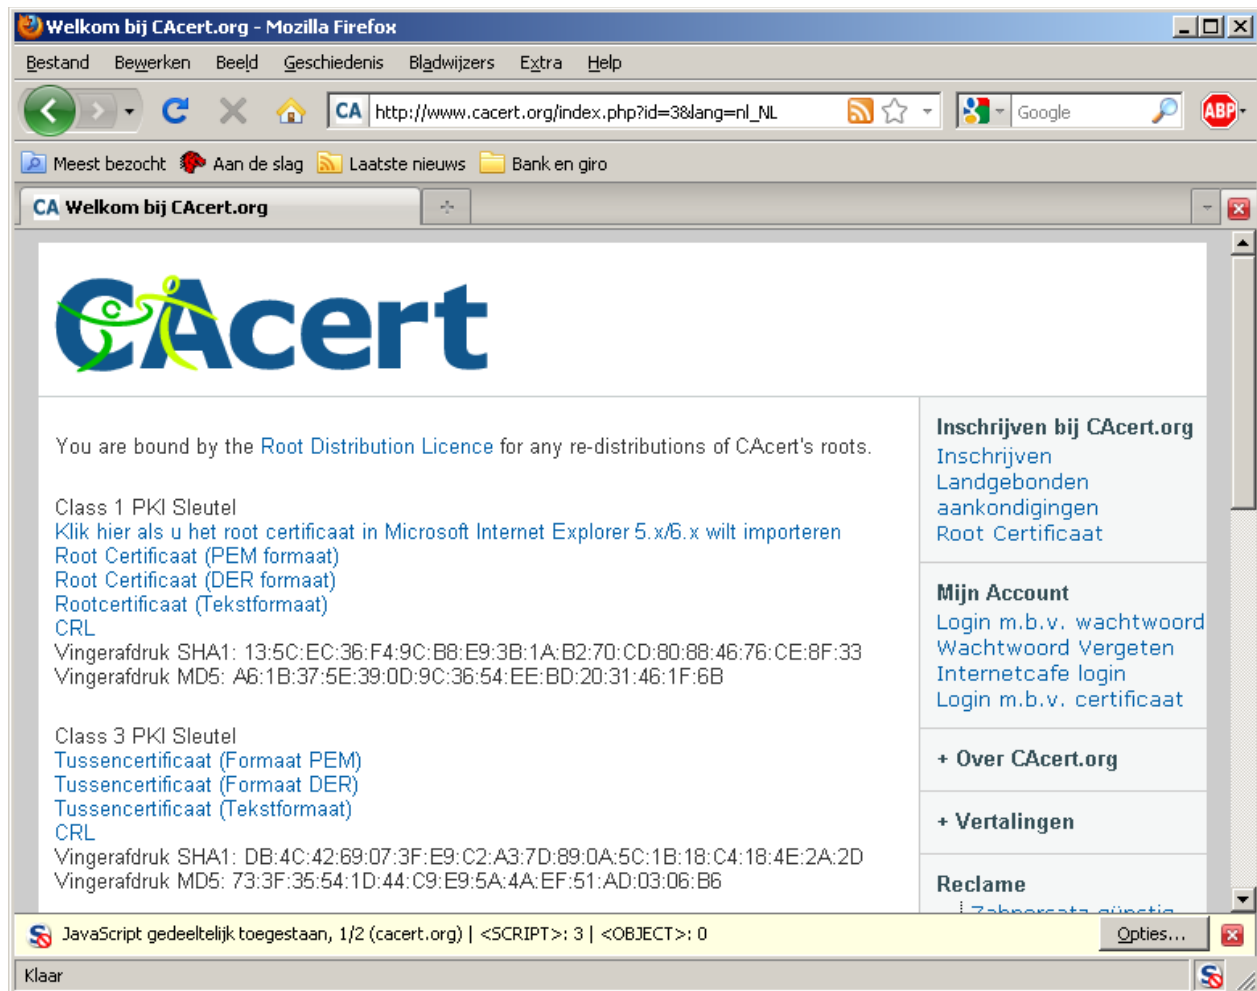 Welkom bij CAcert.org - Mozilla Firefox
Bestand Bewerken Beeld Geschiedenis Bladwijzers Extra Help
CA http://www.cacert.org/index.php?id=3&lang=nl_NL Google ABP
Meest bezocht Aan de slag Laatste nieuws Bank en giro
CA Welkom bij CAcert.org
CAcert
You are bound by the Root Distribution Licence for any re-distributions of CAcert's roots.
Class 1 PKI Sleutel
Klik hier als u het root certificaat in Microsoft Internet Explorer 5.x/6.x wilt importeren
Root Certificaat (PEM formaat)
Root Certificaat (DER formaat)
Rootcertificaat (Tekstformaat)
CRL
Vingerafdruk SHA1: 13:5C:EC:36:F4:9C:B8:E9:3B:1A:B2:70:CD:80:88:46:76:CE:8F:33
Vingerafdruk MD5: A6:1B:37:5E:39:0D:9C:36:54:EE:BD:20:31:46:1F:6B
Class 3 PKI Sleutel
Tussencertificaat (Formaat PEM)
Tussencertificaat (Formaat DER)
Tussencertificaat (Tekstformaat)
CRL
Vingerafdruk SHA1: DB:4C:42:69:07:3F:E9:C2:A3:7D:89:0A:5C:1B:18:C4:18:4E:2A:2D
Vingerafdruk MD5: 73:3F:35:54:1D:44:C9:E9:5A:4A:EF:51:AD:03:06:B6
Inschrijven bij CAcert.org
Inschrijven
Landgebonden
aankondigingen
Root Certificaat
Mijn Account
Login m.b.v. wachtwoord
Wachtwoord Vergeten
Internetcafe login
Login m.b.v. certificaat
+ Over CAcert.org
+ Vertalingen
Reclame
Zahnersatz günstig
JavaScript gedeeltelijk toegestaan, 1/2 (cacert.org) | <SCRIPT>: 3 | <OBJECT>: 0 Opties...
Klaar